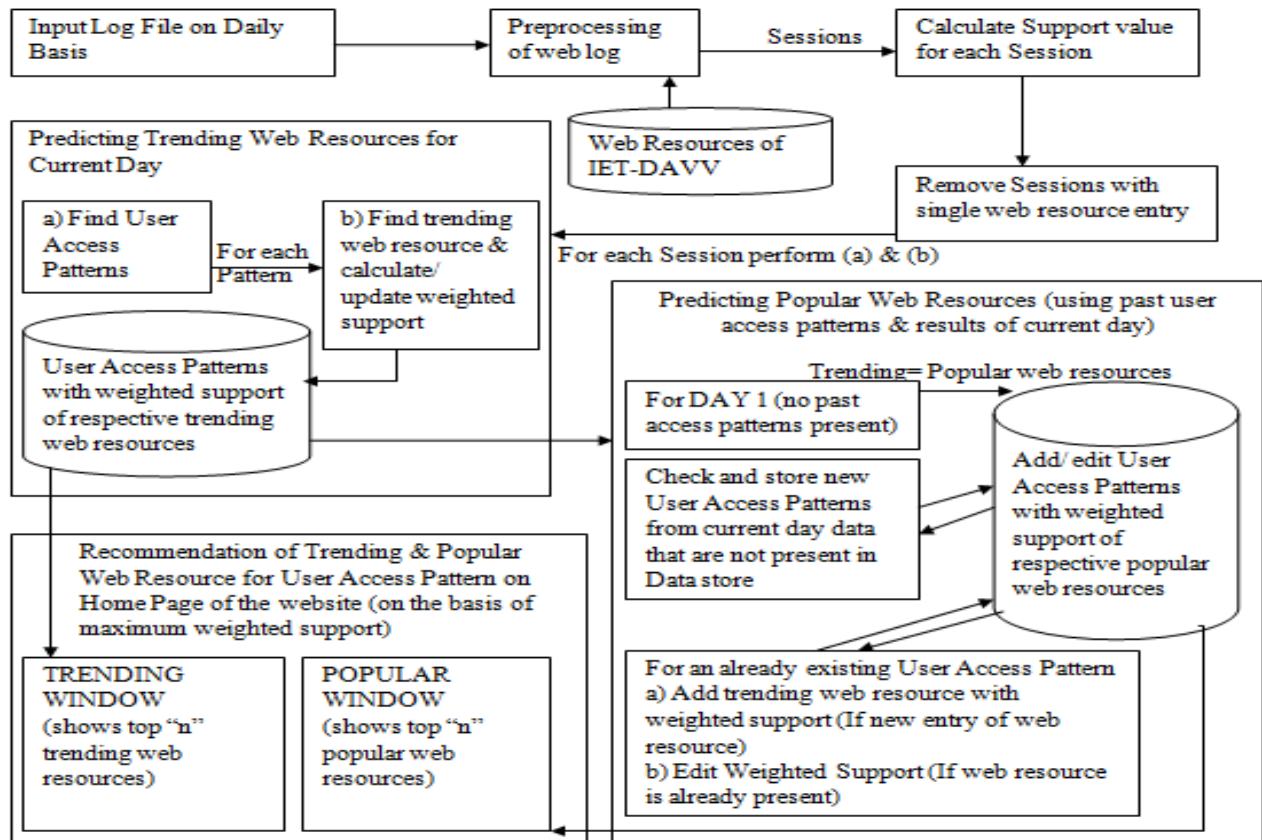 Input Log File on Daily
Basis
Preprocessing
of web log
Sessions
Calculate Support value
for each Session
Web Resources of
IET-DAVV
Remove Sessions with
single web resource entry
For each Session perform (a) & (b)
Predicting Trending Web Resources for
Current Day
a) Find User
Access
Patterns
For each
Pattern
b) Find trending
web resource &
calculate/
update weighted
support
User Access Patterns
with weighted support
of respective trending
web resources
Predicting Popular Web Resources (using past user
access patterns & results of current day)
Trending= Popular web resources
For DAY 1 (no past
access patterns present)
Check and store new
User Access Patterns
from current day data
that are not present in
Data store
Add/ edit User
Access Patterns
with weighted
support of
respective popular
web resources
For an already existing User Access Pattern
a) Add trending web resource with
weighted support (If new entry of web
resource)
b) Edit Weighted Support (If web resource
is already present)
Recommendation of Trending & Popular
Web Resource for User Access Pattern on
Home Page of the website (on the basis of
maximum weighted support)
TRENDING
WINDOW
(shows top “n”
trending web
resources)
POPULAR
WINDOW
(shows top “n”
popular web
resources)